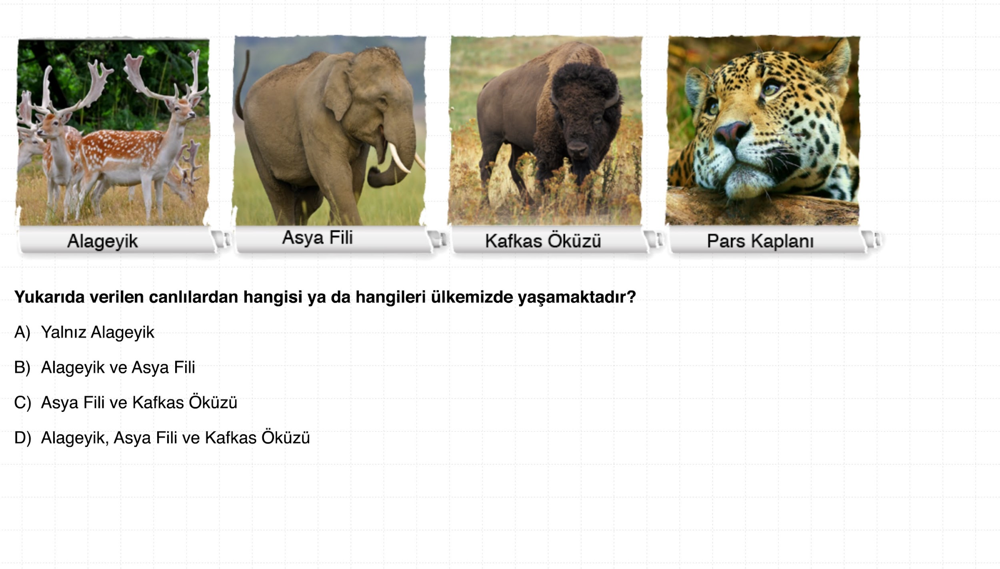 Alageyik
Asya Fili
Kafkas Öküzü
Pars Kaplanı
Yukarıda verilen canlılardan hangisi ya da hangileri ülkemizde yaşamaktadır?
A) Yalnız Alageyik
B) Alageyik ve Asya Fili
C) Asya Fili ve Kafkas Öküzü
D) Alageyik, Asya Fili ve Kafkas Öküzü